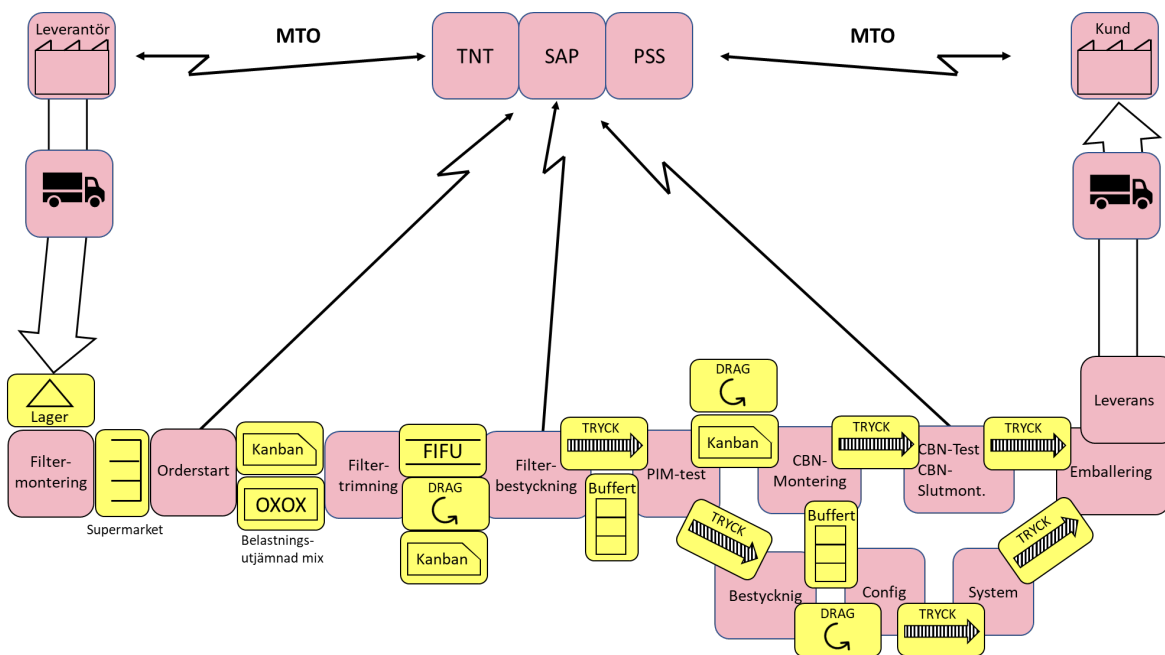 Leverantör
MTO
TNT
SAP
PSS
MTO
Kund
Lager
Filter-
montering
Supermarket
Orderstart
Kanban
OXOX
Belastnings-
utjämnad mix
Filter-
trimning
FIFU
DRAG
Kanban
Filter-
bestyckning
TRYCK
Buffert
PIM-test
DRAG
Kanban
CBN-
Montering
TRYCK
CBN-Test
CBN-
Slutmont.
TRYCK
Emballering
Leverans
TRYCK
Bestycknig
Buffert
DRAG
Config
TRYCK
System
TRYCK